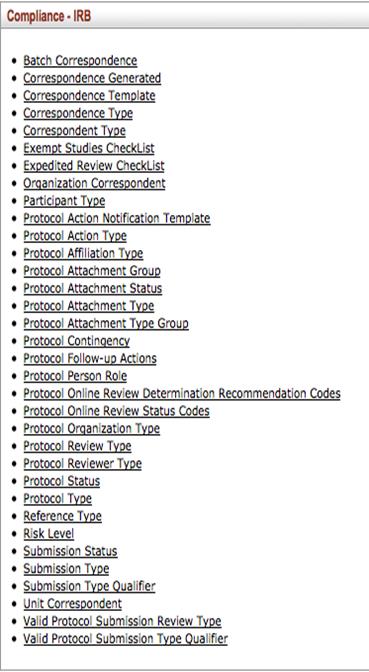 Compliance - IRB
Batch Correspondence
Correspondence Generated
Correspondence Template
Correspondence Type
Correspondent Type
Exempt Studies CheckList
Expedited Review CheckList
Organization Correspondent
Participant Type
Protocol Action Notification Template
Protocol Action Type
Protocol Affiliation Type
Protocol Attachment Group
Protocol Attachment Status
Protocol Attachment Type
Protocol Attachment Type Group
Protocol Contingency
Protocol Follow-up Actions
Protocol Person Role
Protocol Online Review Determination Recommendation Codes
Protocol Online Review Status Codes
Protocol Organization Type
Protocol Review Type
Protocol Reviewer Type
Protocol Status
Protocol Type
Reference Type
Risk Level
Submission Status
Submission Type
Submission Type Qualifier
Unit Correspondent
Valid Protocol Submission Review Type
Valid Protocol Submission Type Qualifier